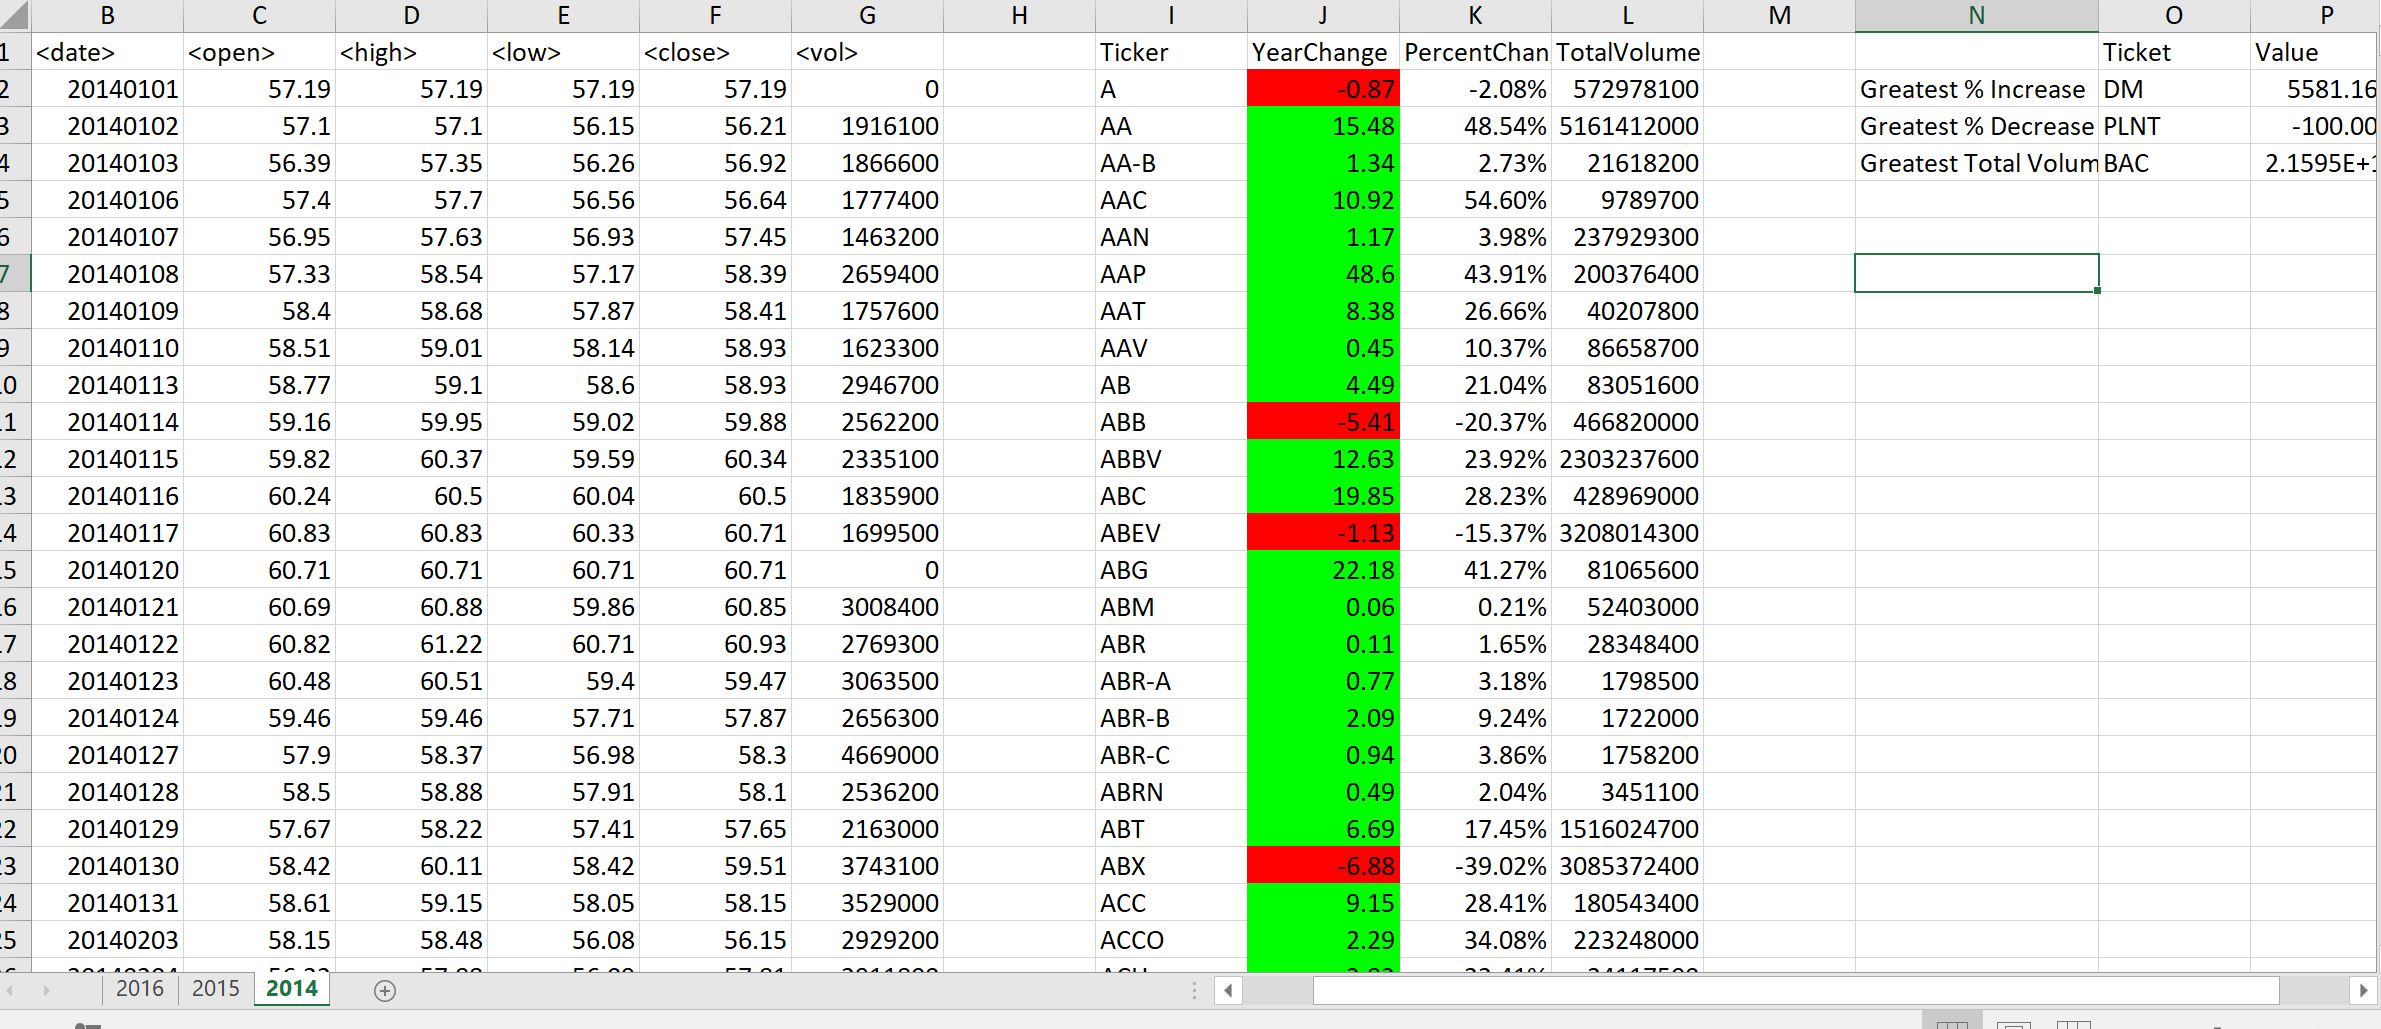 B C D E F G H I J K L M N O P
1 <date> <open> <high> <low> <close> <vol> Ticker YearChange PercentChan TotalVolume Ticket Value
2 20140101 57.19 57.19 57.19 57.19 0 A -0.87 -2.08% 572978100 Greatest % Increase DM 5581.16
3 20140102 57.1 57.1 56.15 56.21 1916100 AA 15.48 48.54% 5161412000 Greatest % Decrease PLNT -100.00
4 20140103 56.39 57.35 56.26 56.92 1866600 AA-B 1.34 2.73% 21618200 Greatest Total Volum BAC 2.1595E+1
5 20140106 57.4 57.7 56.56 56.64 1777400 AAC 10.92 54.60% 9789700
6 20140107 56.95 57.63 56.93 57.45 1463200 AAN 1.17 3.98% 237929300
7 20140108 57.33 58.54 57.17 58.39 2659400 AAP 48.6 43.91% 200376400
8 20140109 58.4 58.68 57.87 58.41 1757600 AAT 8.38 26.66% 40207800
9 20140110 58.51 59.01 58.14 58.93 1623300 AAV 0.45 10.37% 86658700
.0 20140113 58.77 59.1 58.6 58.93 2946700 AB 4.49 21.04% 83051600
.1 20140114 59.16 59.95 59.02 59.88 2562200 ABB -5.41 -20.37% 466820000
.2 20140115 59.82 60.37 59.59 60.34 2335100 ABBV 12.63 23.92% 2303237600
.3 20140116 60.24 60.5 60.04 60.5 1835900 ABC 19.85 28.23% 428969000
.4 20140117 60.83 60.83 60.33 60.71 1699500 ABEV -1.13 -15.37% 3208014300
.5 20140120 60.71 60.71 60.71 60.71 0 ABG 22.18 41.27% 81065600
.6 20140121 60.69 60.88 59.86 60.85 3008400 ABM 0.06 0.21% 52403000
.7 20140122 60.82 61.22 60.71 60.93 2769300 ABR 0.11 1.65% 28348400
.8 20140123 60.48 60.51 59.4 59.47 3063500 ABR-A 0.77 3.18% 1798500
.9 20140124 59.46 59.46 57.71 57.87 2656300 ABR-B 2.09 9.24% 1722000
20 20140127 57.9 58.37 56.98 58.3 4669000 ABR-C 0.94 3.86% 1758200
21 20140128 58.5 58.88 57.91 58.1 2536200 ABRN 0.49 2.04% 3451100
22 20140129 57.67 58.22 57.41 57.65 2163000 ABT 6.69 17.45% 1516024700
23 20140130 58.42 60.11 58.42 59.51 3743100 ABX -6.88 -39.02% 3085372400
24 20140131 58.61 59.15 58.05 58.15 3529000 ACC 9.15 28.41% 180543400
25 20140203 58.15 58.48 56.08 56.15 2929200 ACCO 2.29 34.08% 223248000
2016 2015 2014